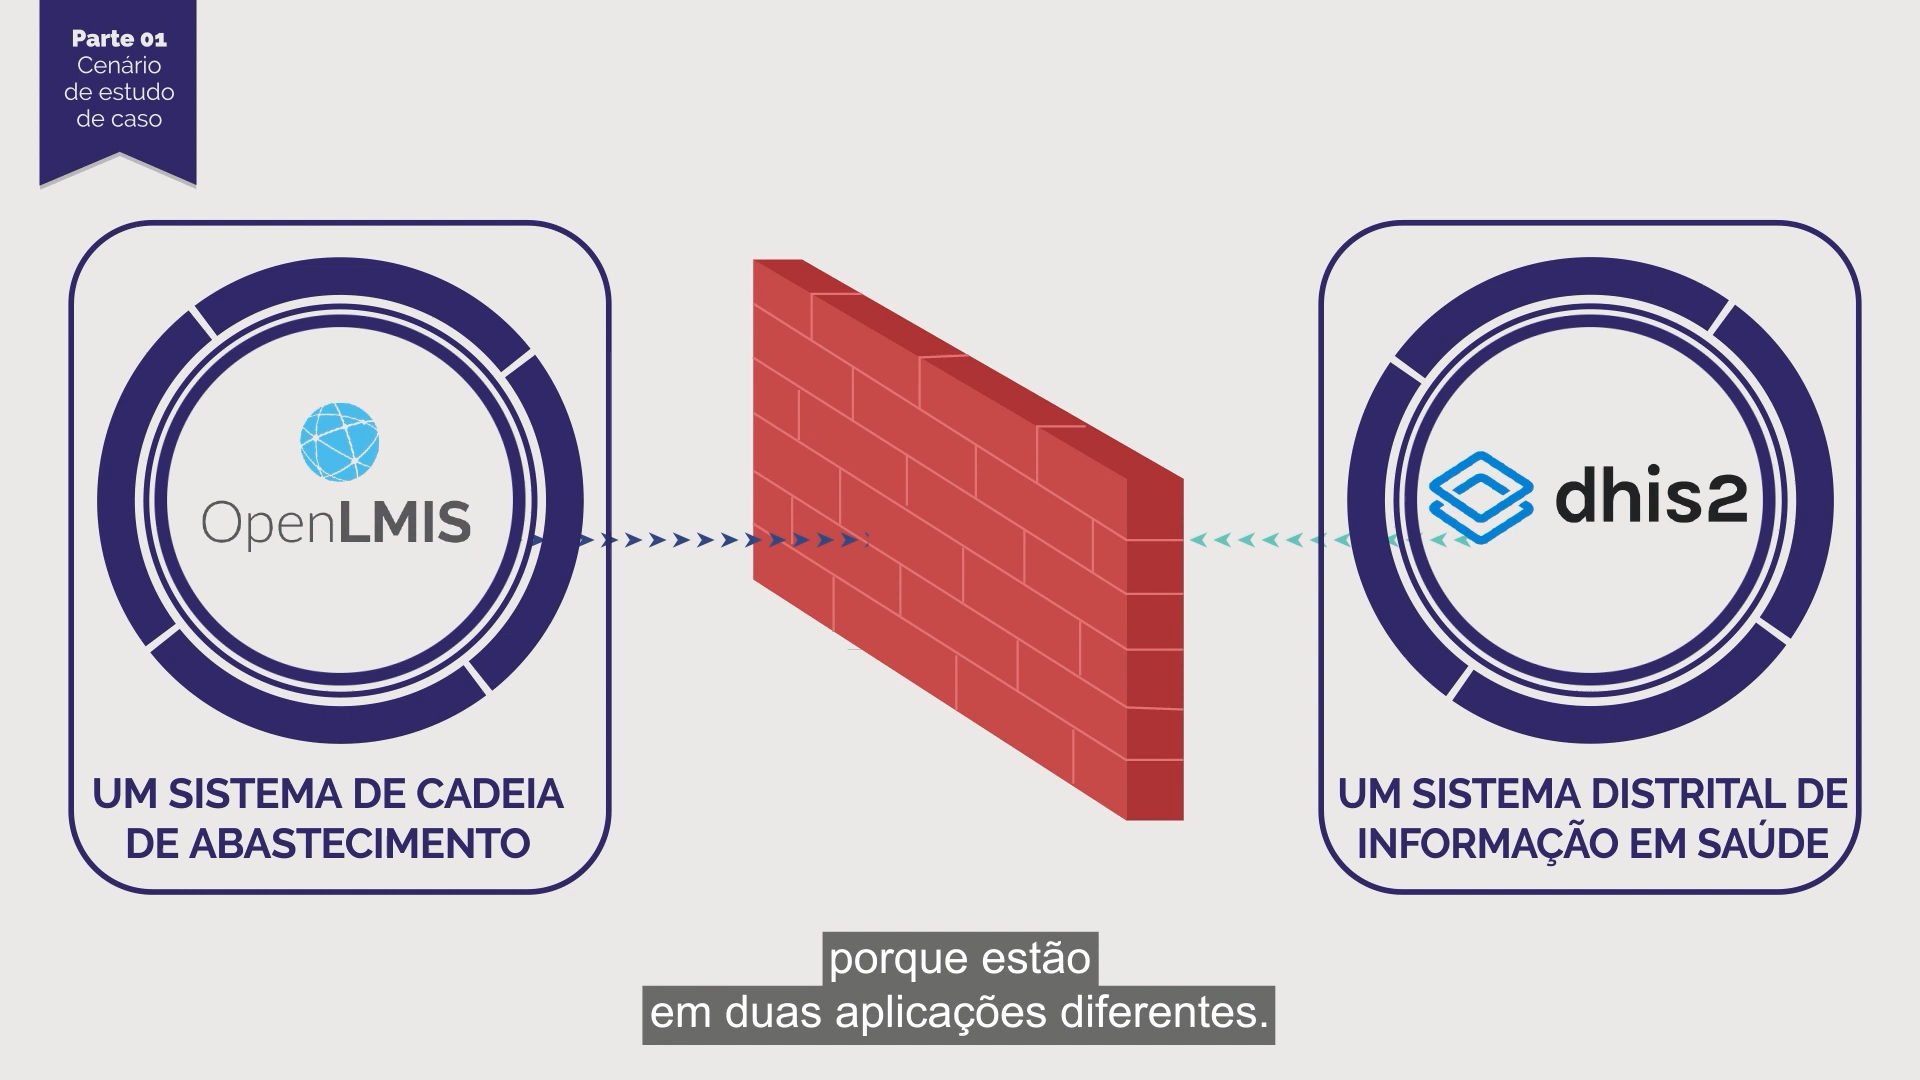 Parte 01
Cenário
de estudo
de caso
OpenLMIS
dhis2
UM SISTEMA DE CADEIA
DE ABASTECIMENTO
UM SISTEMA DISTRITAL DE
INFORMAÇÃO EM SAÚDE
porque estão
em duas aplicações diferentes.